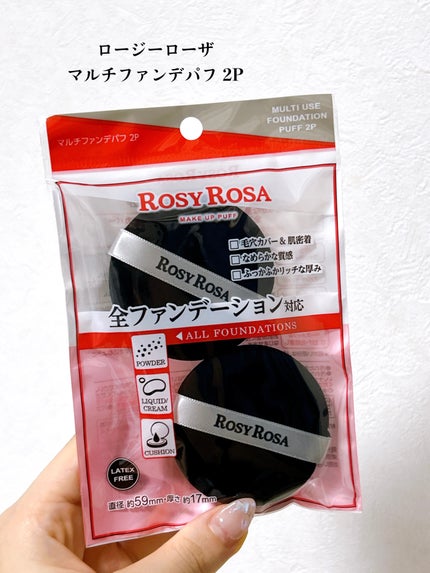 ロージーローザ
マルチファンデパフ 2P
MULTI USE
FOUNDATION
PUFF 2P
マルチファンデパフ 2P
ROSY ROSA
MAKE UP PUFF
毛穴カバー&肌密着
なめらかな質感
ふっかふかリッチな厚み
ROSY ROSA
全ファンデーション対応
◀ALL FOUNDATIONS
POWDER
LIQUID/
CREAM
CUSHION
ROSY ROSA
LATEX
FREE
直径 約59mm・厚さ 約17mm